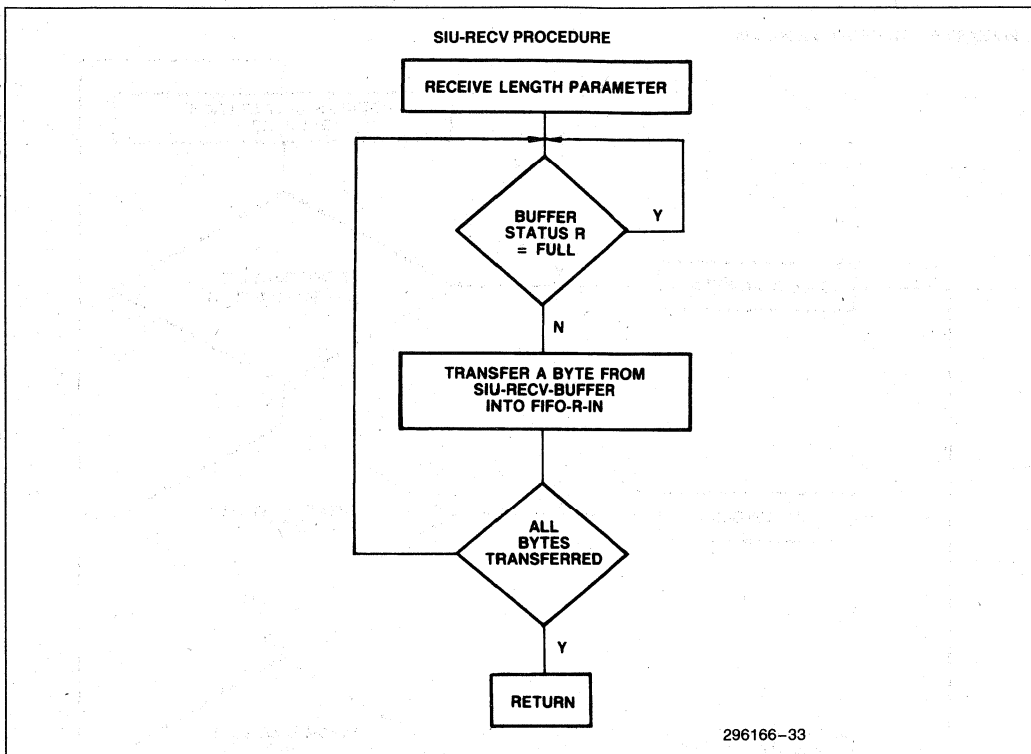 SIU-RECV PROCEDURE
RECEIVE LENGTH PARAMETER
BUFFER
STATUS R
= FULL
Y
N
TRANSFER A BYTE FROM
SIU-RECV-BUFFER
INTO FIFO-R-IN
ALL
BYTES
TRANSFERRED
Y
RETURN
296166–33